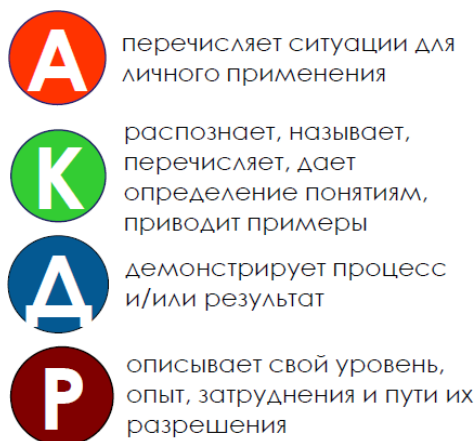 А
перечисляет ситуации для
личного применения
К
распознает, называет,
перечисляет, дает
определение понятиям,
приводит примеры
Д
демонстрирует процесс
и/или результат
Р
описывает свой уровень,
опыт, затруднения и пути их
разрешения